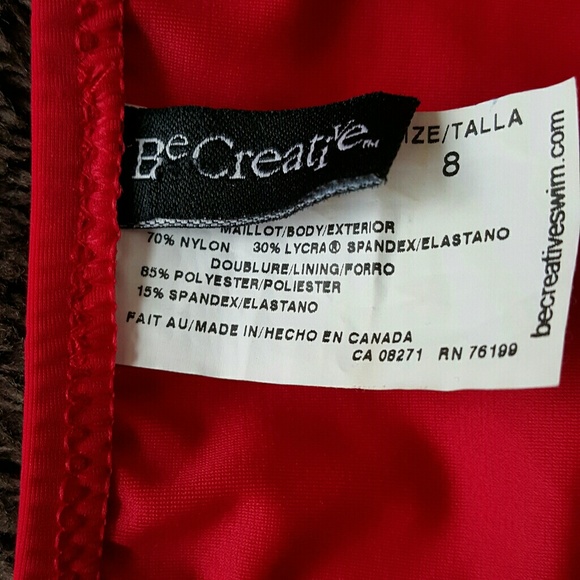 BeCreative™
IZE/TALLA
8
MAILLOT/BODY/EXTERIOR
70% NYLON 30% LYCRA® SPANDEX/ELASTANO
DOUBLURE/LINING/FORRO
85% POLYESTER/POLIESTER
15% SPANDEX/ELASTANO
FAIT AU/MADE IN/HECHO EN CANADA
CA 08271 RN 76199
becreativeswim.com